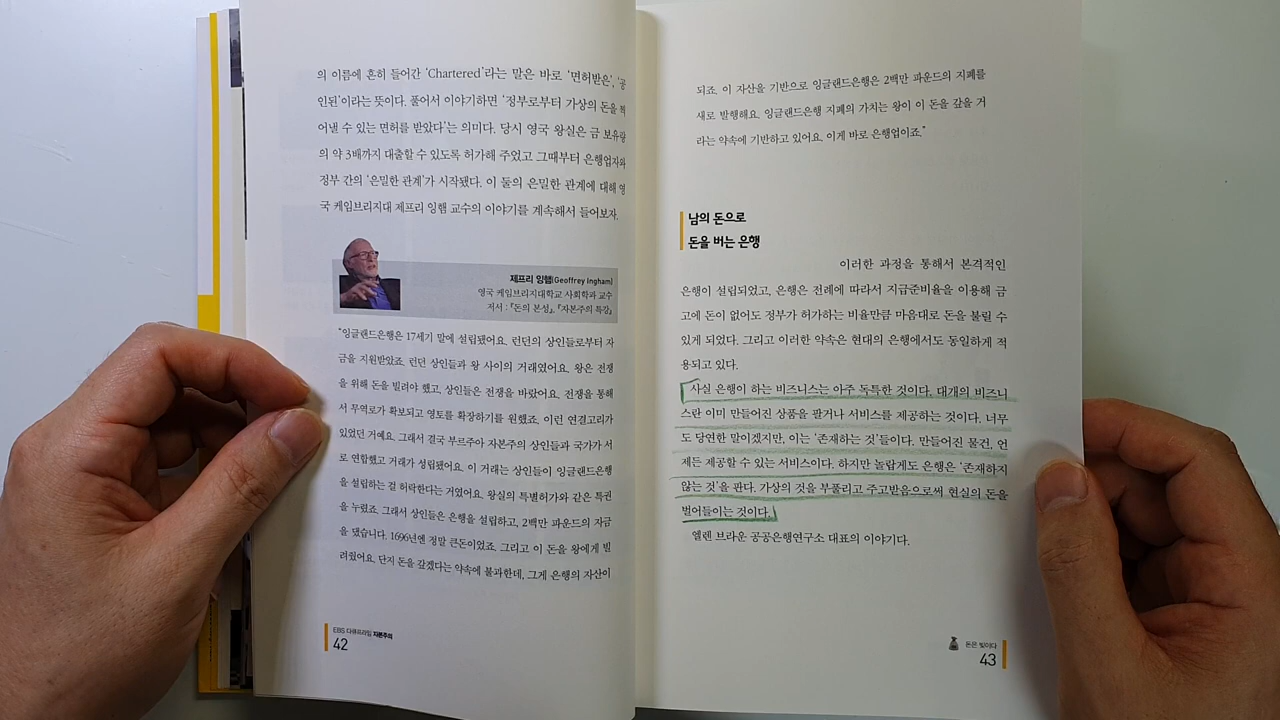 의 이름에 흔히 들어간 ‘Chartered’라는 말은 바로 ‘면허받은’, ‘공
인된’이라는 뜻이다. 풀어서 이야기하면 ‘정부로부터 가상의 돈을 찍
어낼 수 있는 면허를 받았다’는 의미다. 당시 영국 왕실은 금 보유량
의 약 3배까지 대출할 수 있도록 허가해 주었고 그때부터 은행업자와
정부 간의 ‘은밀한 관계’가 시작됐다. 이 둘의 은밀한 관계에 대해 영
국 케임브리지대 제프리 잉햄 교수의 이야기를 계속해서 들어보자.
제프리 잉햄(Geoffrey Ingham)
영국 케임브리지대학교 사회학과 교수
저서 : 『돈의 본성』, 『자본주의 특강』
“잉글랜드은행은 17세기 말에 설립됐어요. 런던의 상인들로부터 자
금을 지원받았죠. 런던 상인들과 왕 사이의 거래였어요. 왕은 전쟁
을 위해 돈을 빌려야 했고, 상인들은 전쟁을 바랐어요. 전쟁을 통해
서 무역로가 확보되고 영토를 확장하기를 원했죠. 이런 연결고리가
있었던 거예요. 그래서 결국 부르주아 자본주의 상인들과 국가가 서
로 연합했고 거래가 성립됐어요. 이 거래는 상인들이 잉글랜드은행
을 설립하는 걸 허락한다는 거였어요. 왕실의 특별허가와 같은 특권
을 누렸죠. 그래서 상인들은 은행을 설립하고, 2백만 파운드의 자금
을 댔습니다. 1696년엔 정말 큰돈이었죠. 그리고 이 돈을 왕에게 빌
려줬어요. 단지 돈을 갚겠다는 약속에 불과한데, 그게 은행의 자산이
EBS 다큐프라임 자본주의
42
되죠. 이 자산을 기반으로 잉글랜드은행은 2백만 파운드의 지폐를
새로 발행해요. 잉글랜드은행 지폐의 가치는 왕이 이 돈을 갚을 거
라는 약속에 기반하고 있어요. 이게 바로 은행업이죠.”
남의 돈으로
돈을 버는 은행
이러한 과정을 통해서 본격적인
은행이 설립되었고, 은행은 전례에 따라서 지급준비율을 이용해 금
고에 돈이 없어도 정부가 허가하는 비율만큼 마음대로 돈을 불릴 수
있게 되었다. 그리고 이러한 약속은 현대의 은행에서도 동일하게 적
용되고 있다.
사실 은행이 하는 비즈니스는 아주 독특한 것이다. 대개의 비즈니
스란 이미 만들어진 상품을 팔거나 서비스를 제공하는 것이다. 너무
도 당연한 말이겠지만, 이는 ‘존재하는 것’들이다. 만들어진 물건, 언
제든 제공할 수 있는 서비스이다. 하지만 놀랍게도 은행은 ‘존재하지
않는 것’을 판다. 가상의 것을 부풀리고 주고받음으로써 현실의 돈을
벌어들이는 것이다.
엘렌 브라운 공공은행연구소 대표의 이야기다.
돈은 빚이다
43